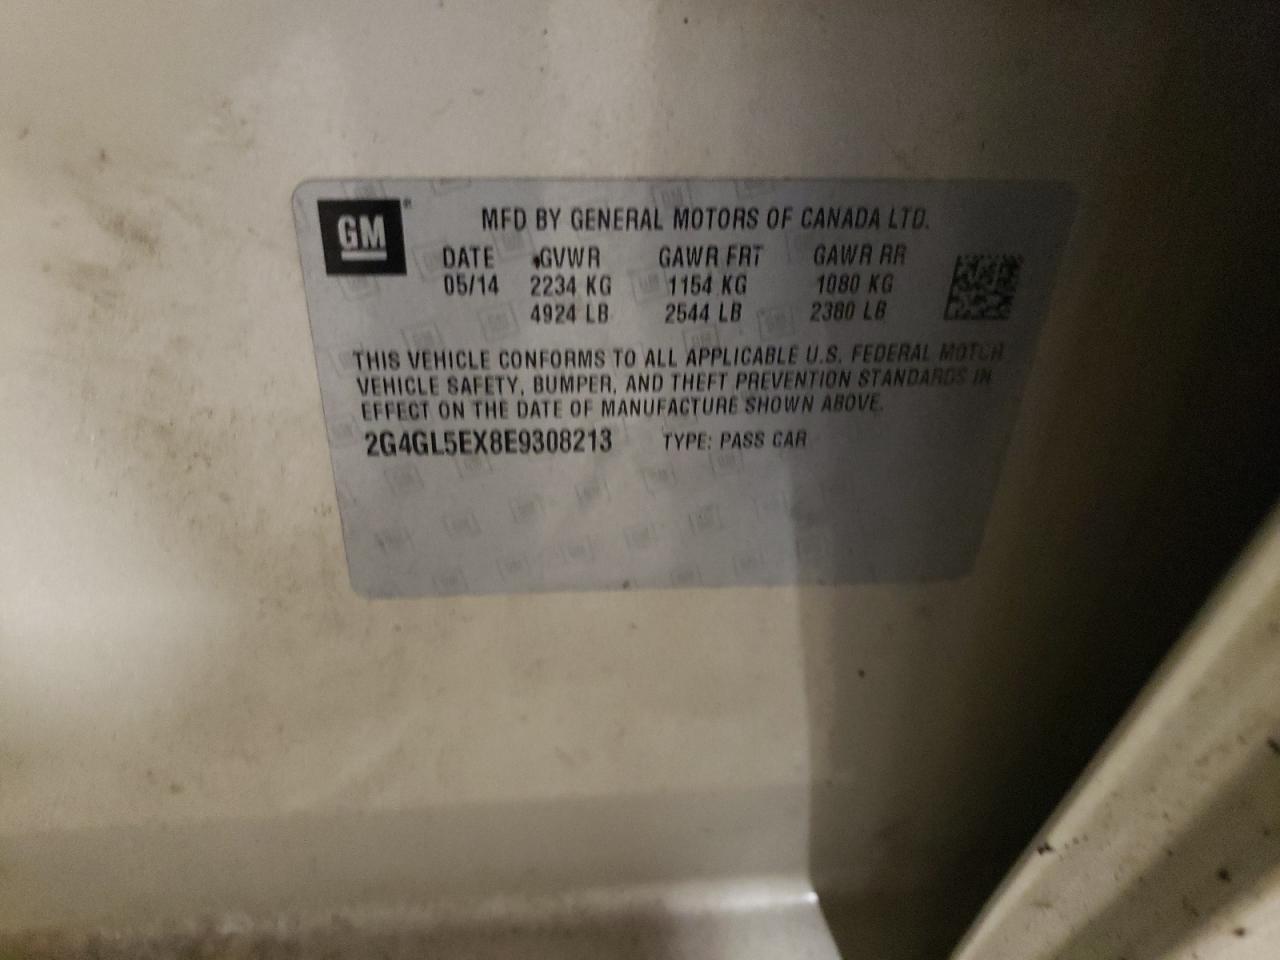 GM
MFD BY GENERAL MOTORS OF CANADA LTD.
DATE GVWR GAWR FRT GAWR RR
05/14 2234 KG 1154 KG 1080 KG
4924 LB 2544 LB 2380 LB
THIS VEHICLE CONFORMS TO ALL APPLICABLE U.S. FEDERAL MOTOR
VEHICLE SAFETY, BUMPER, AND THEFT PREVENTION STANDARDS IN
EFFECT ON THE DATE OF MANUFACTURE SHOWN ABOVE.
2G4GL5EX8E9308213 TYPE: PASS CAR